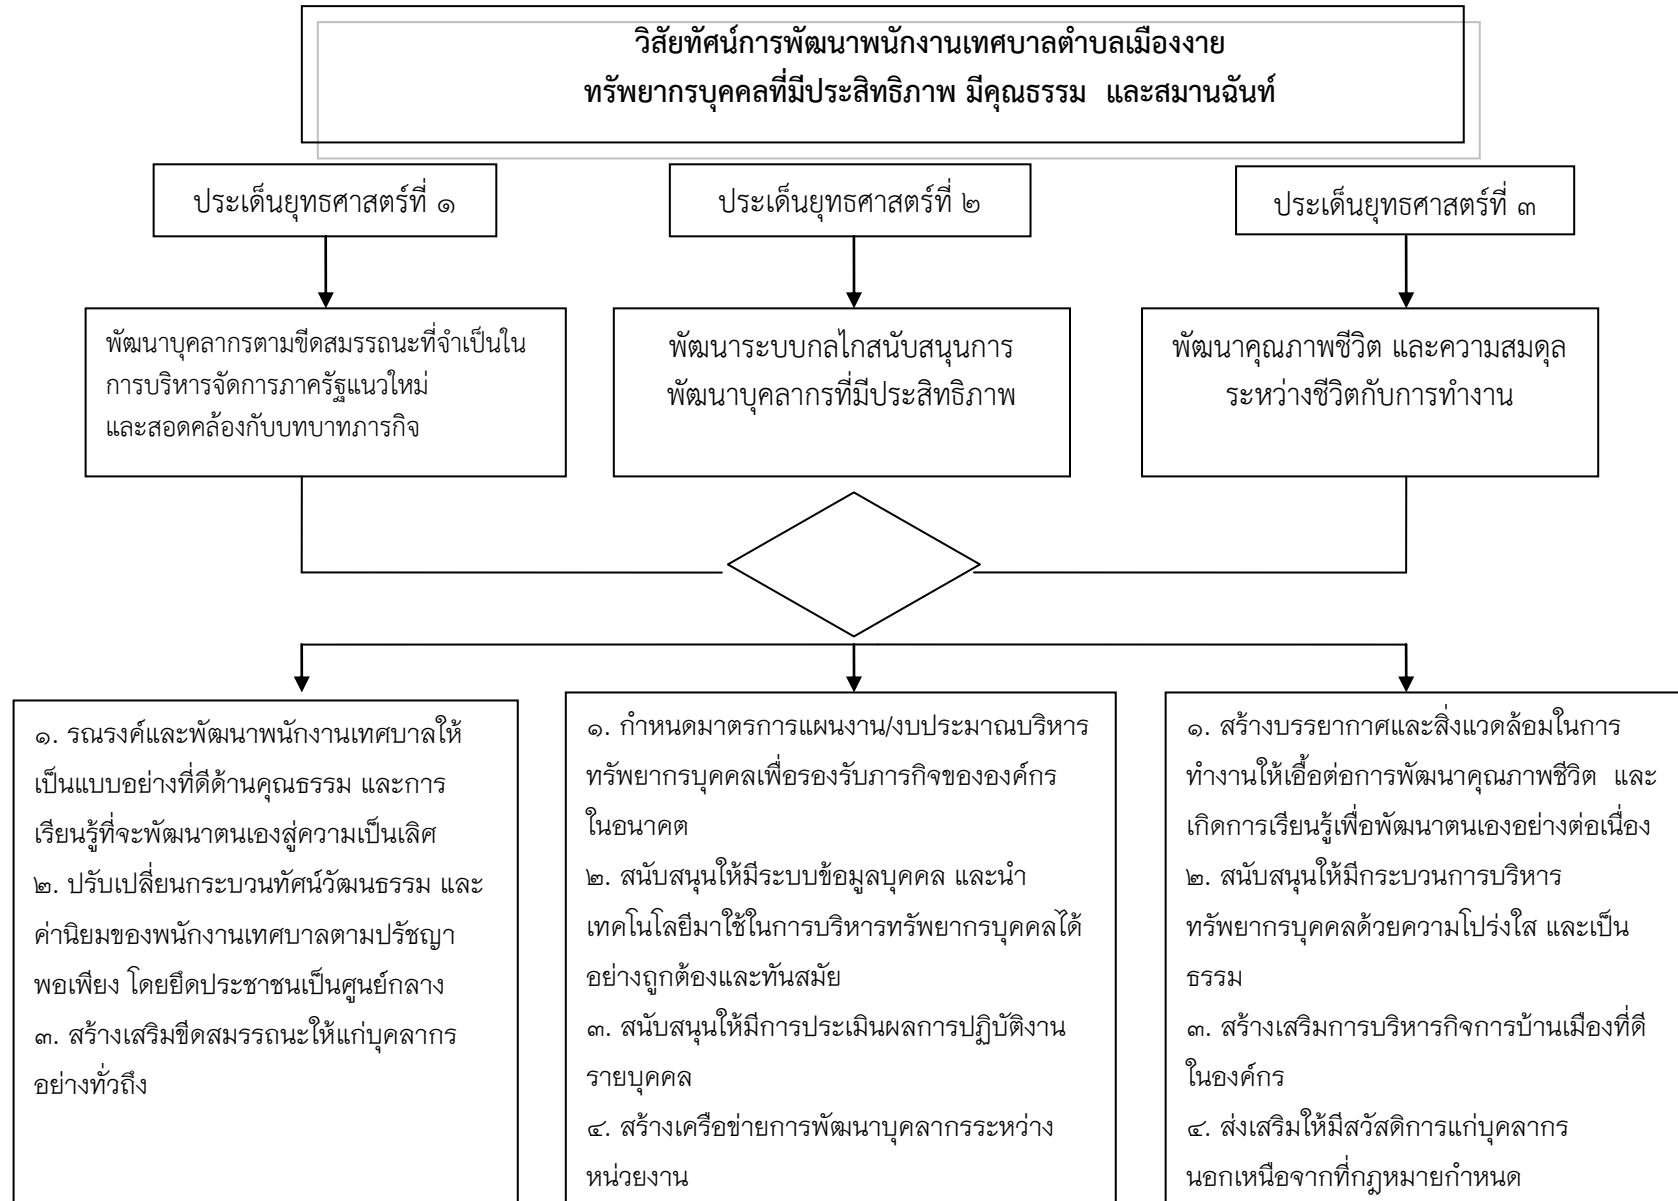 วิสัยทัศน์การพัฒนาพนักงานเทศบาลตำบลเมืองงาย
ทรัพยากรบุคคลที่มีประสิทธิภาพ มีคุณธรรม และสมานฉันท์
ประเด็นยุทธศาสตร์ที่ ๑
ประเด็นยุทธศาสตร์ที่ ๒
ประเด็นยุทธศาสตร์ที่ ๓
พัฒนาบุคลากรตามขีดสมรรถนะที่จำเป็นใน
การบริหารจัดการภาครัฐแนวใหม่
และสอดคล้องกับบทบาทภารกิจ
พัฒนาระบบกลไกสนับสนุนการ
พัฒนาบุคลากรที่มีประสิทธิภาพ
พัฒนาคุณภาพชีวิต และความสมดุล
ระหว่างชีวิตกับการทำงาน
๑. รณรงค์และพัฒนาพนักงานเทศบาลให้
เป็นแบบอย่างที่ดีด้านคุณธรรม และการ
เรียนรู้ที่จะพัฒนาตนเองสู่ความเป็นเลิศ
๒. ปรับเปลี่ยนกระบวนทัศน์วัฒนธรรม และ
ค่านิยมของพนักงานเทศบาลตามปรัชญา
พอเพียง โดยยึดประชาชนเป็นศูนย์กลาง
๓. สร้างเสริมขีดสมรรถนะให้แก่บุคลากร
อย่างทั่วถึง
๑. กำหนดมาตรการแผนงาน/งบประมาณบริหาร
ทรัพยากรบุคคลเพื่อรองรับภารกิจขององค์กร
ในอนาคต
๒. สนับสนุนให้มีระบบข้อมูลบุคคล และนำ
เทคโนโลยีมาใช้ในการบริหารทรัพยากรบุคคลได้
อย่างถูกต้องและทันสมัย
๓. สนับสนุนให้มีการประเมินผลการปฏิบัติงาน
รายบุคคล
๔. สร้างเครือข่ายการพัฒนาบุคลากรระหว่าง
หน่วยงาน
๑. สร้างบรรยากาศและสิ่งแวดล้อมในการ
ทำงานให้เอื้อต่อการพัฒนาคุณภาพชีวิต และ
เกิดการเรียนรู้เพื่อพัฒนาตนเองอย่างต่อเนื่อง
๒. สนับสนุนให้มีกระบวนการบริหาร
ทรัพยากรบุคคลด้วยความโปร่งใส และเป็น
ธรรม
๓. สร้างเสริมการบริหารกิจการบ้านเมืองที่ดี
ในองค์กร
๔. ส่งเสริมให้มีสวัสดิการแก่บุคลากร
นอกเหนือจากที่กฎหมายกำหนด